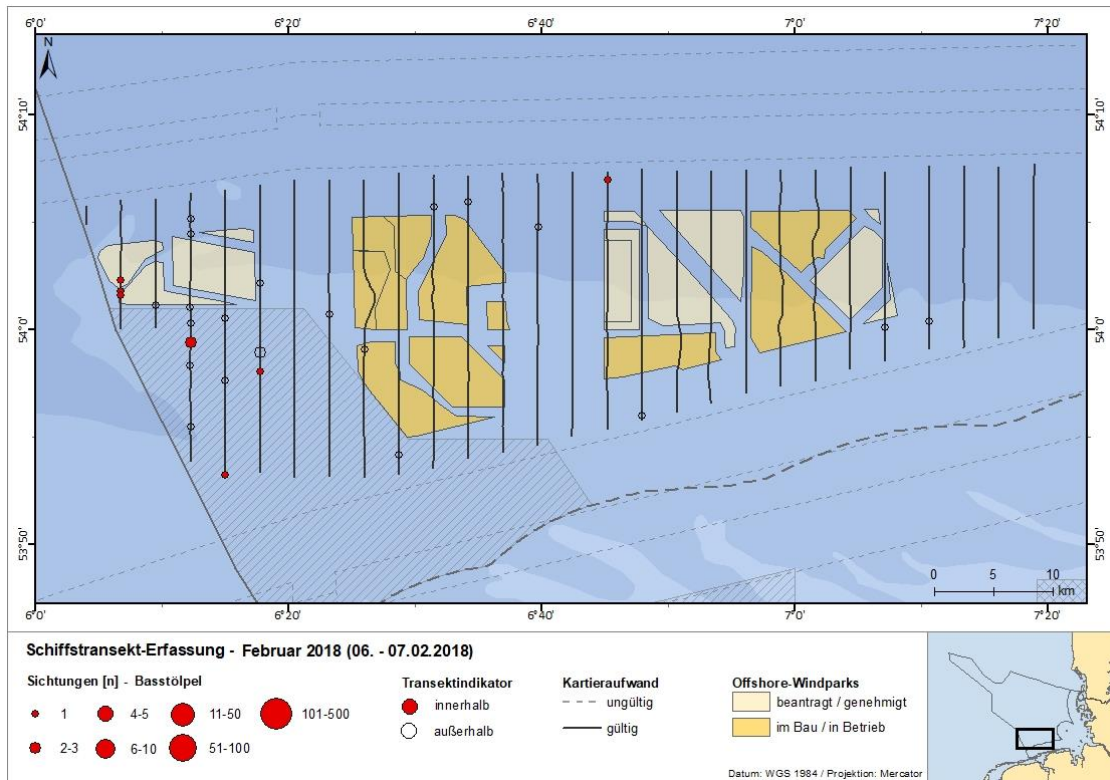 6°0' 6°20' 6°40' 7°0' 7°20'
N
54°10' 54°10'
54°0' 54°0'
53°50' 53°50'
0 5 10
km
6°0' 6°20' 6°40' 7°0' 7°20'
Schiffstransekt-Erfassung - Februar 2018 (06. - 07.02.2018)
Sichtungen [n] - Basstölpel
1 4-5 11-50 101-500
2-3 6-10 51-100
Transektindikator
innerhalb
außerhalb
Kartieraufwand
ungültig
gültig
Offshore-Windparks
beantragt / genehmigt
im Bau / in Betrieb
Datum: WGS 1984 / Projektion: Mercator